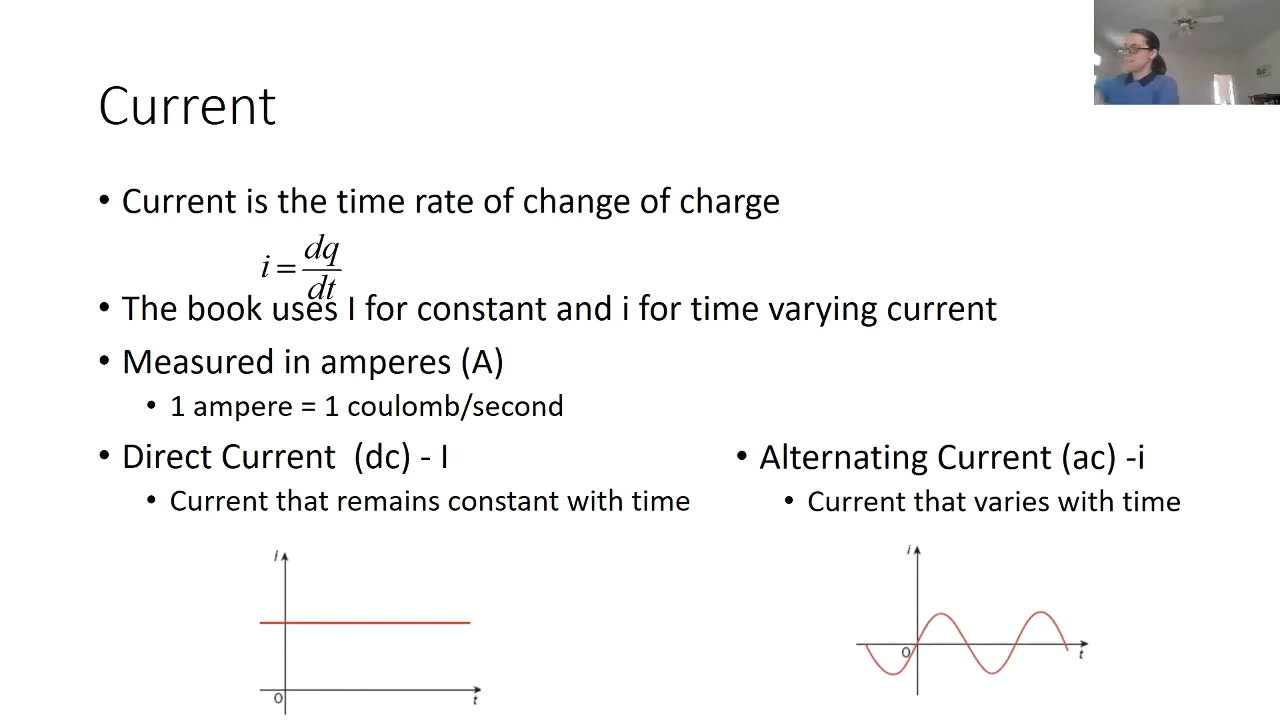 Current
• Current is the time rate of change of charge
i = dq/dt
• The book uses I for constant and i for time varying current
• Measured in amperes (A)
• 1 ampere = 1 coulomb/second
• Direct Current  (dc) - I
• Current that remains constant with time
• Alternating Current (ac) -i
• Current that varies with time
I
0
t
i
0
t